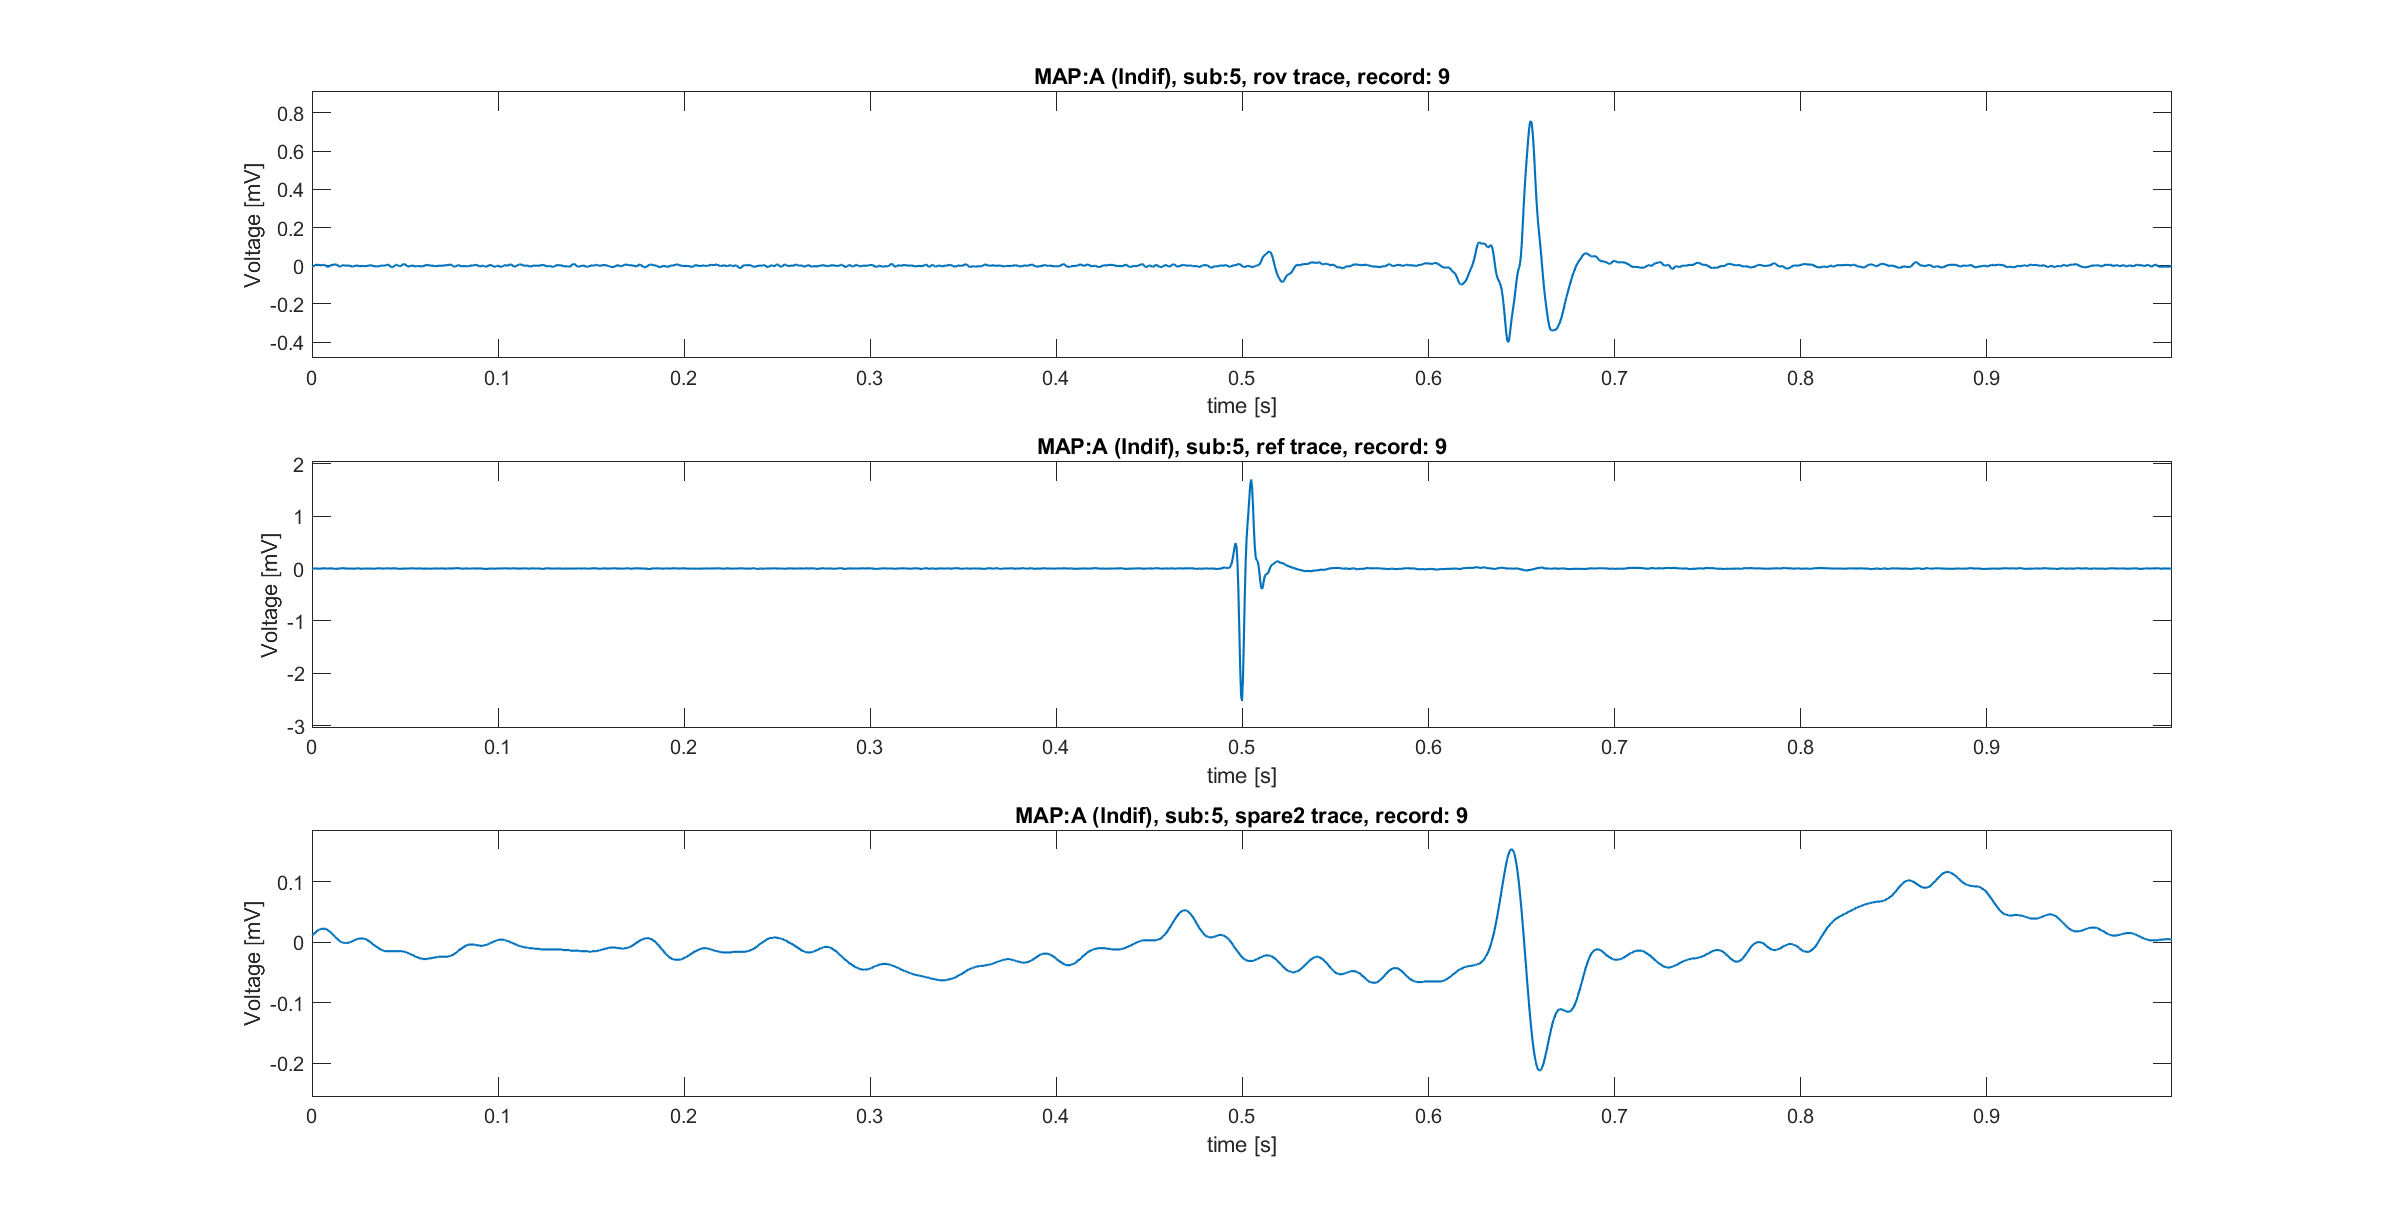 MAP:A (Indif), sub:5, rov trace, record: 9
Voltage [mV]
0.8
0.6
0.4
0.2
0
-0.2
-0.4
0 0.1 0.2 0.3 0.4 0.5 0.6 0.7 0.8 0.9
time [s]
MAP:A (Indif), sub:5, ref trace, record: 9
Voltage [mV]
2
1
0
-1
-2
-3
0 0.1 0.2 0.3 0.4 0.5 0.6 0.7 0.8 0.9
time [s]
MAP:A (Indif), sub:5, spare2 trace, record: 9
Voltage [mV]
0.1
0
-0.1
-0.2
0 0.1 0.2 0.3 0.4 0.5 0.6 0.7 0.8 0.9
time [s]